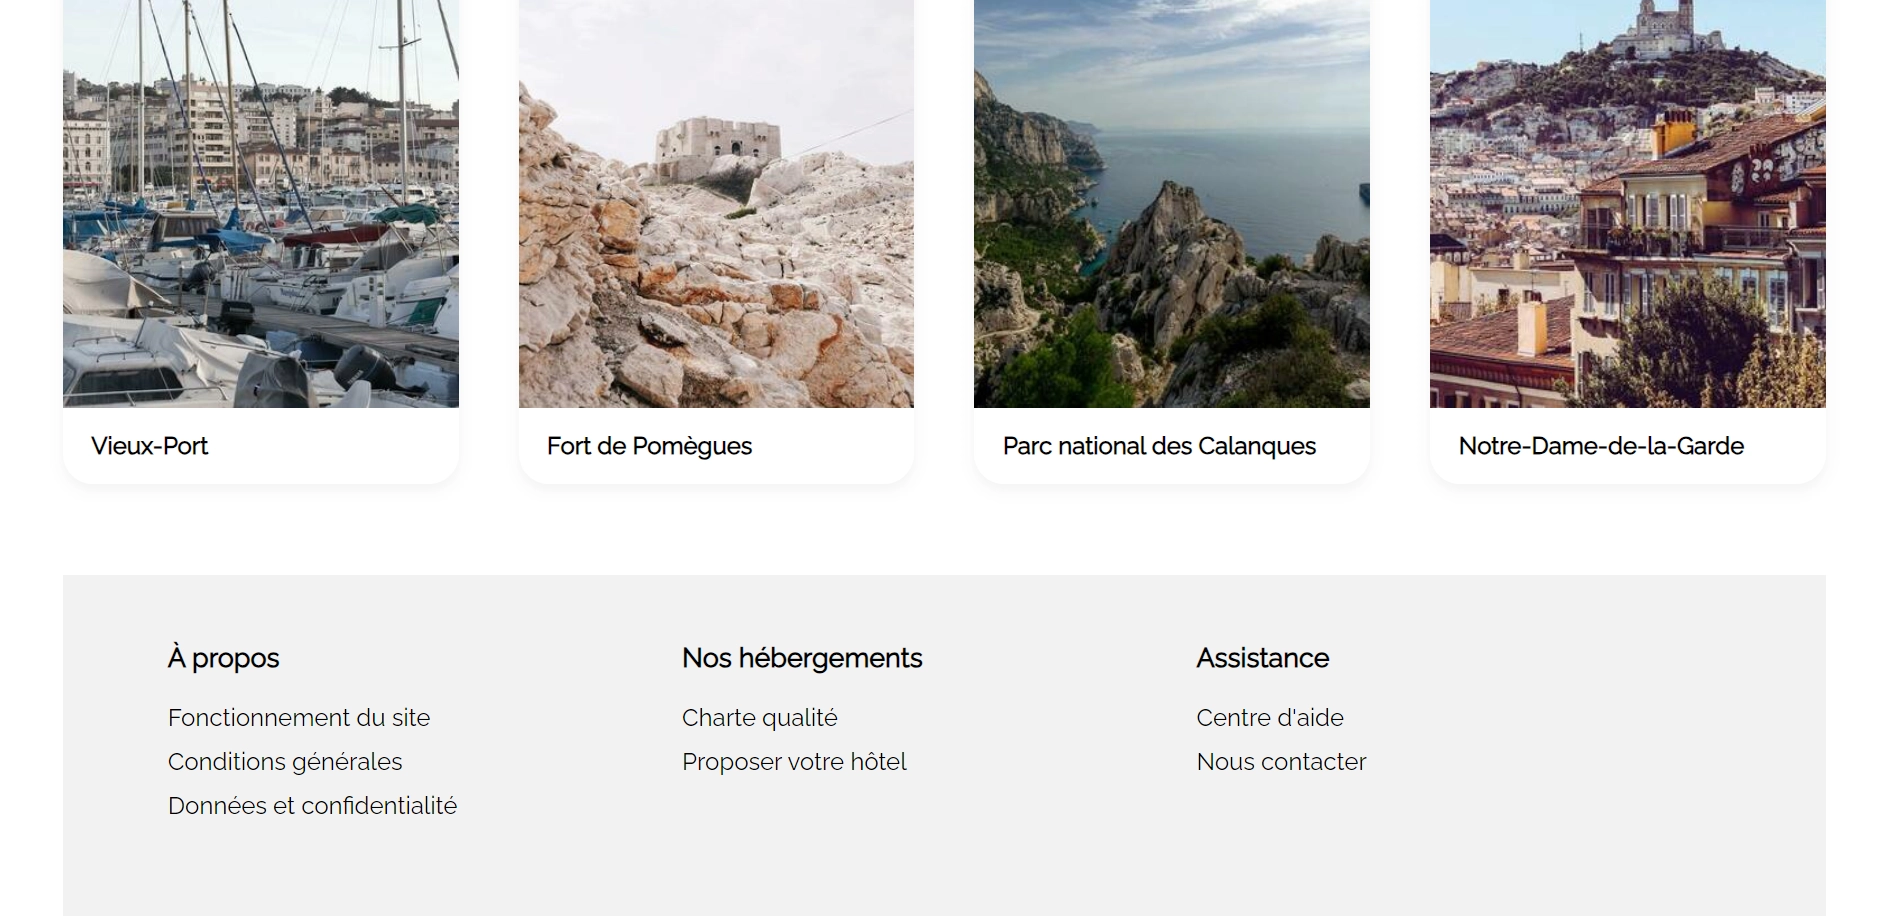 Vieux-Port
Fort de Pomègues
Parc national des Calanques
Notre-Dame-de-la-Garde
À propos
Fonctionnement du site
Conditions générales
Données et confidentialité
Nos hébergements
Charte qualité
Proposer votre hôtel
Assistance
Centre d'aide
Nous contacter